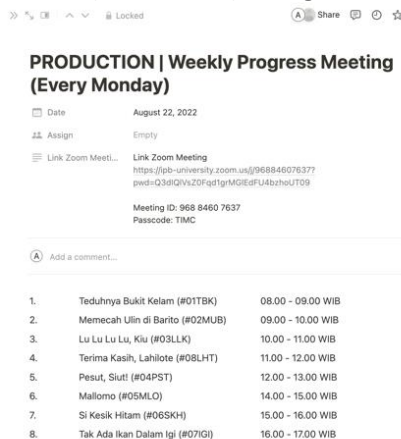 Locked
A Share
PRODUCTION | Weekly Progress Meeting
(Every Monday)
Date August 22, 2022
Assign Empty
Link Zoom Meeti... Link Zoom Meeting
https://ipb-university.zoom.us/j/96884607637?
pwd=Q3dlQlVsZ0Fqd1grMGlEdFU4bzhoUT09
Meeting ID: 968 8460 7637
Passcode: TIMC
A Add a comment...
1. Teduhnya Bukit Kelam (#01TBK) 08.00 - 09.00 WIB
2. Memecah Ulin di Barito (#02MUB) 09.00 - 10.00 WIB
3. Lu Lu Lu Lu, Kiu (#03LLK) 10.00 - 11.00 WIB
4. Terima Kasih, Lahilote (#08LHT) 11.00 - 12.00 WIB
5. Pesut, Siut! (#04PST) 12.00 - 13.00 WIB
6. Mallomo (#05MLO) 14.00 - 15.00 WIB
7. Si Kesik Hitam (#06SKH) 15.00 - 16.00 WIB
8. Tak Ada Ikan Dalam Igi (#07IGI) 16.00 - 17.00 WIB